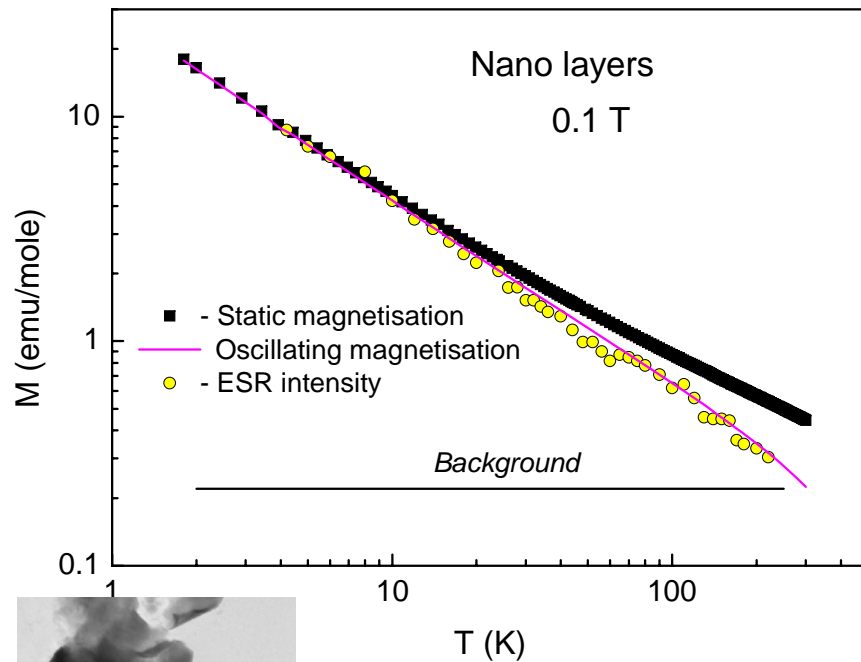 Nano layers
0.1 T
10
1
0.1
M (emu/mole)
- Static magnetisation
Oscillating magnetisation
- ESR intensity
Background
1
10
100
T (K)